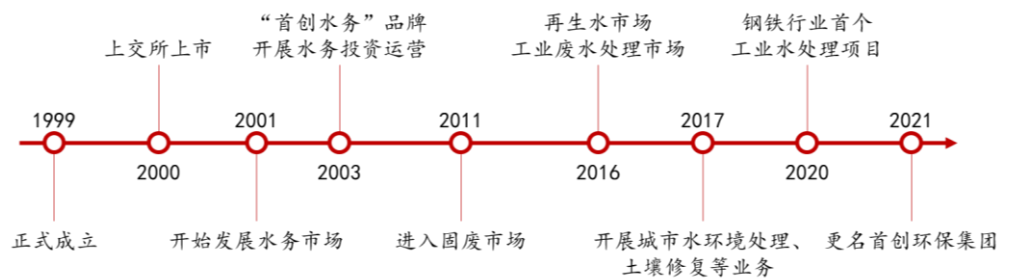 “首创水务”品牌
开展水务投资运营
再生水市场
工业废水处理市场
钢铁行业首个
工业水处理项目
上交所上市
1999
2001
2011
2017
2021
2000
2003
2016
2020
正式成立
开始发展水务市场
进入固废市场
开展城市水环境处理、
土壤修复等业务
更名首创环保集团